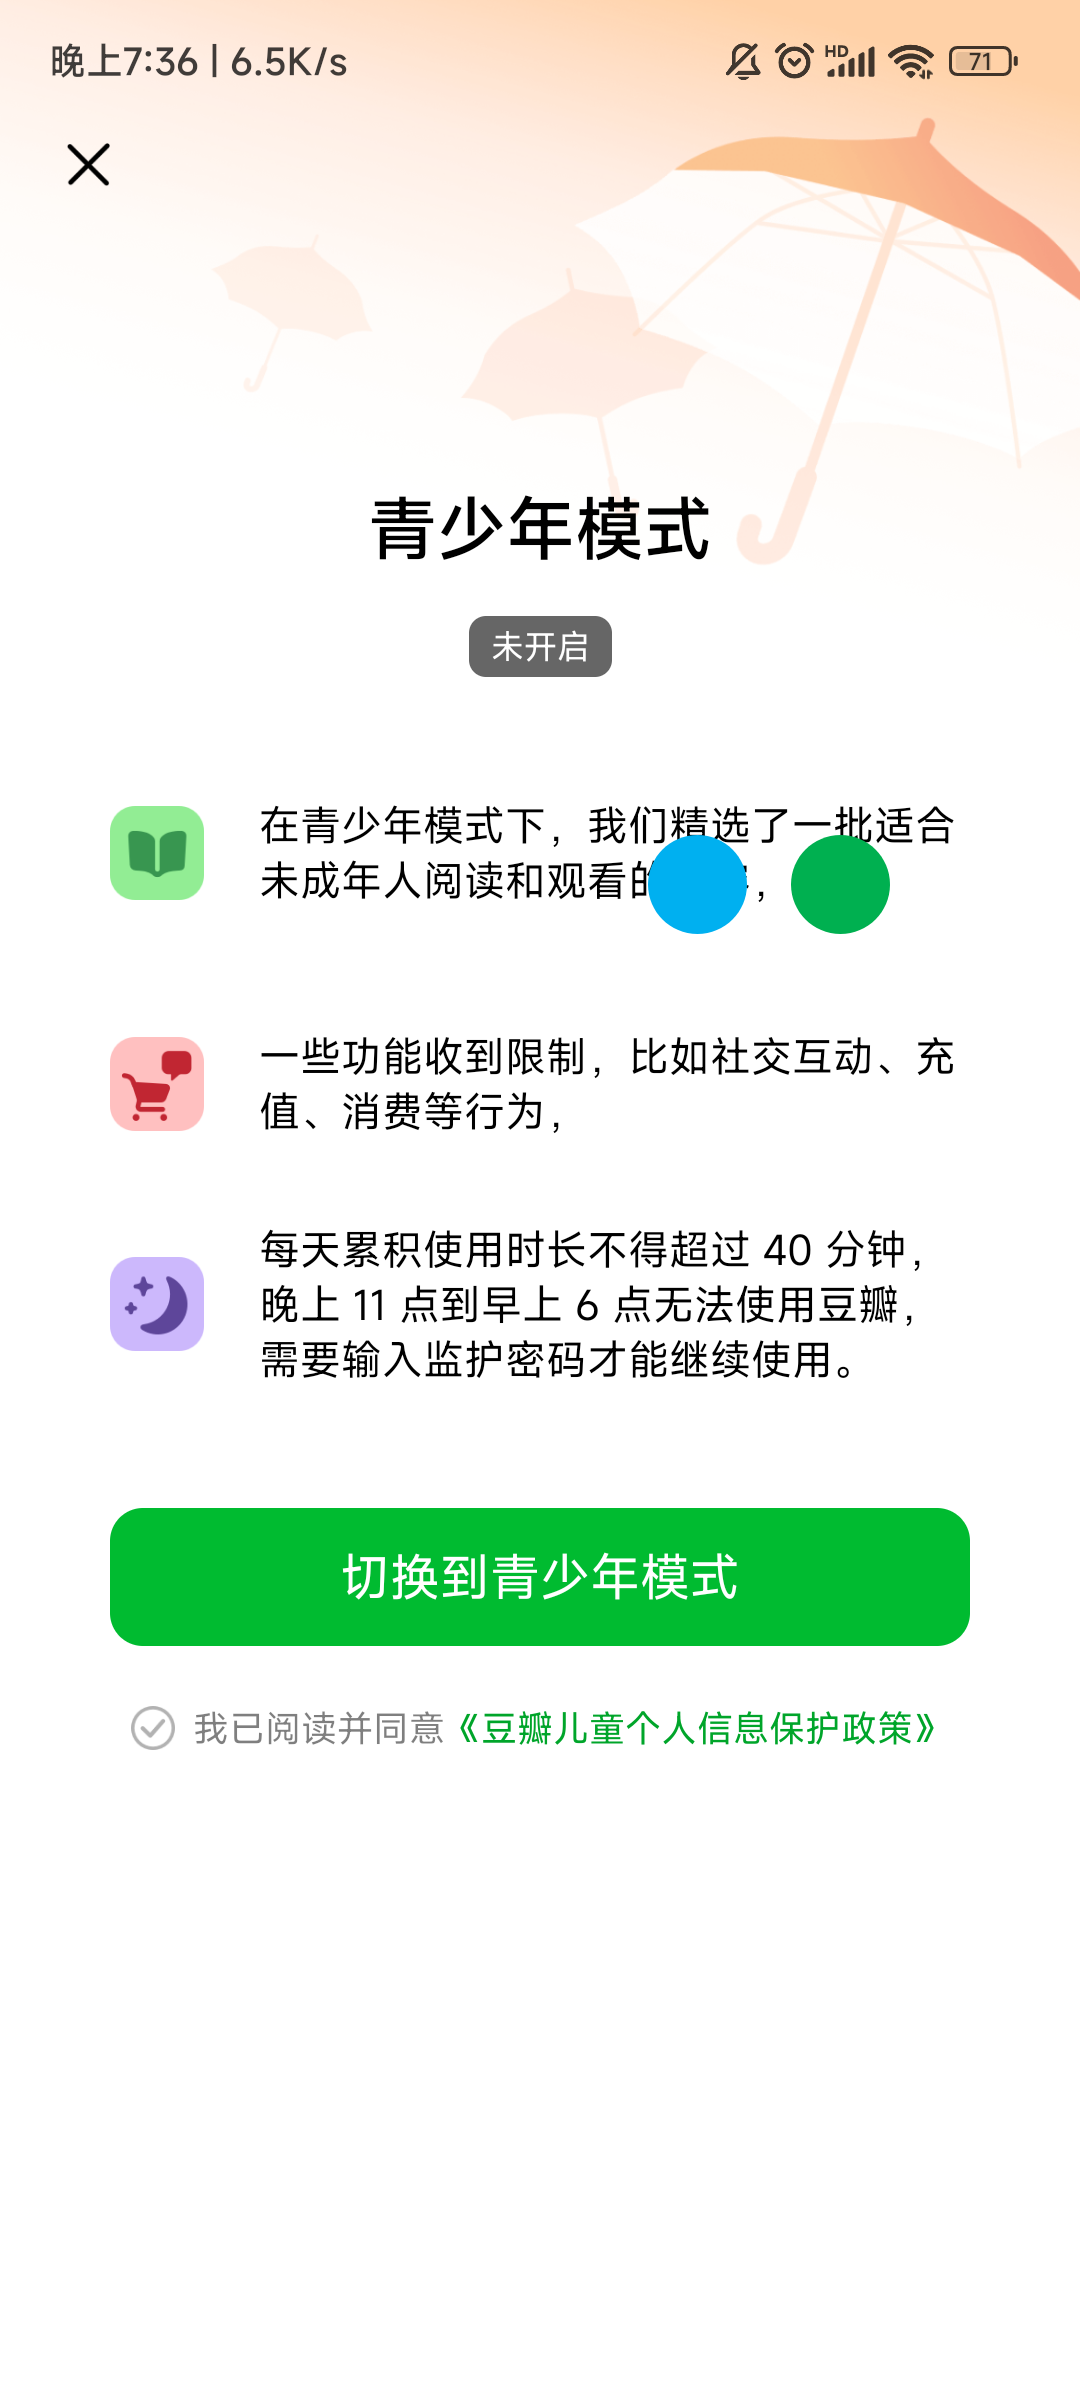 晚上7:36 | 6.5K/s
HD
71
青少年模式
未开启
在青少年模式下，我们精选了一批适合
未成年人阅读和观看的，
一些功能收到限制，比如社交互动、充
值、消费等行为，
每天累积使用时长不得超过 40 分钟，
晚上 11 点到早上 6 点无法使用豆瓣，
需要输入监护密码才能继续使用。
切换到青少年模式
我已阅读并同意《豆瓣儿童个人信息保护政策》